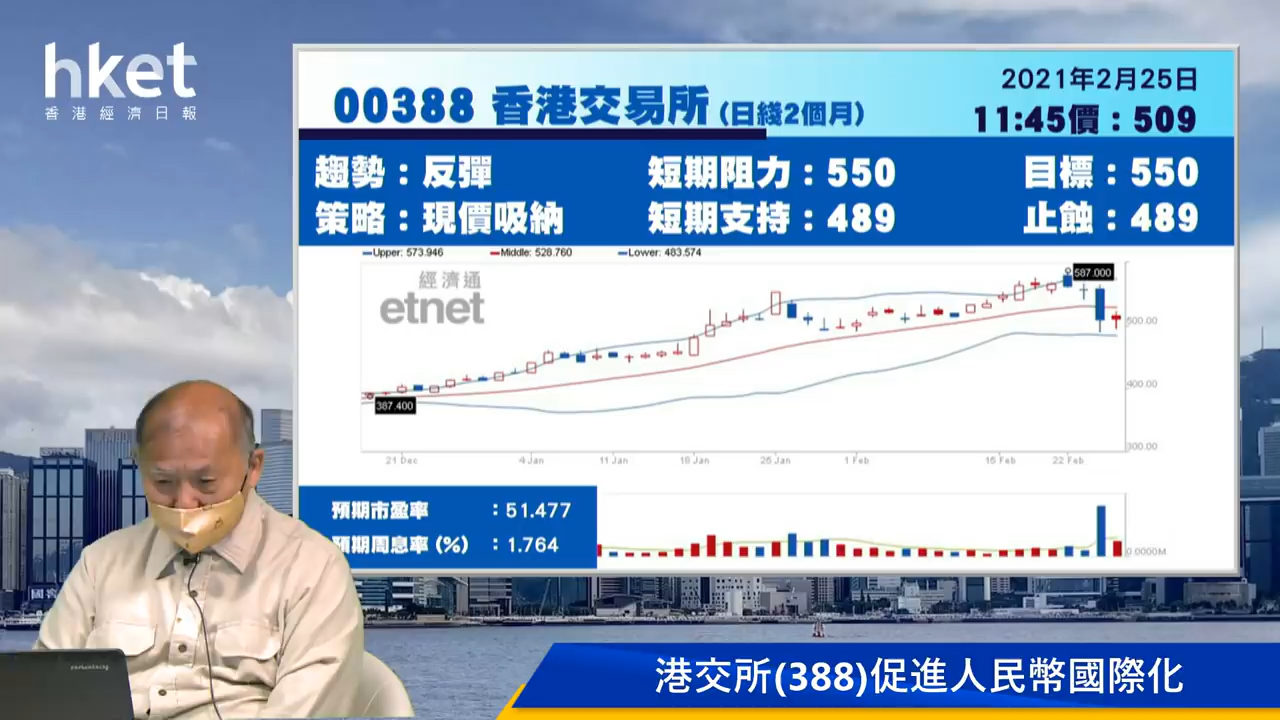 hket
香港經濟日報
00388 香港交易所 (日綫2個月)
2021年2月25日
11:45價：509
趨勢：反彈 短期阻力：550 目標：550
策略：現價吸納 短期支持：489 止蝕：489
Upper: 573.946 Middle: 528.760 Lower: 483.574
經濟通
etnet
587.000
500.00
400.00
387.400
300.00
21 Dec 4 Jan 11 Jan 18 Jan 25 Jan 1 Feb 15 Feb 22 Feb
預期市盈率：51.477
預期周息率 (%)：1.764
0.0000M
港交所(388)促進人民幣國際化